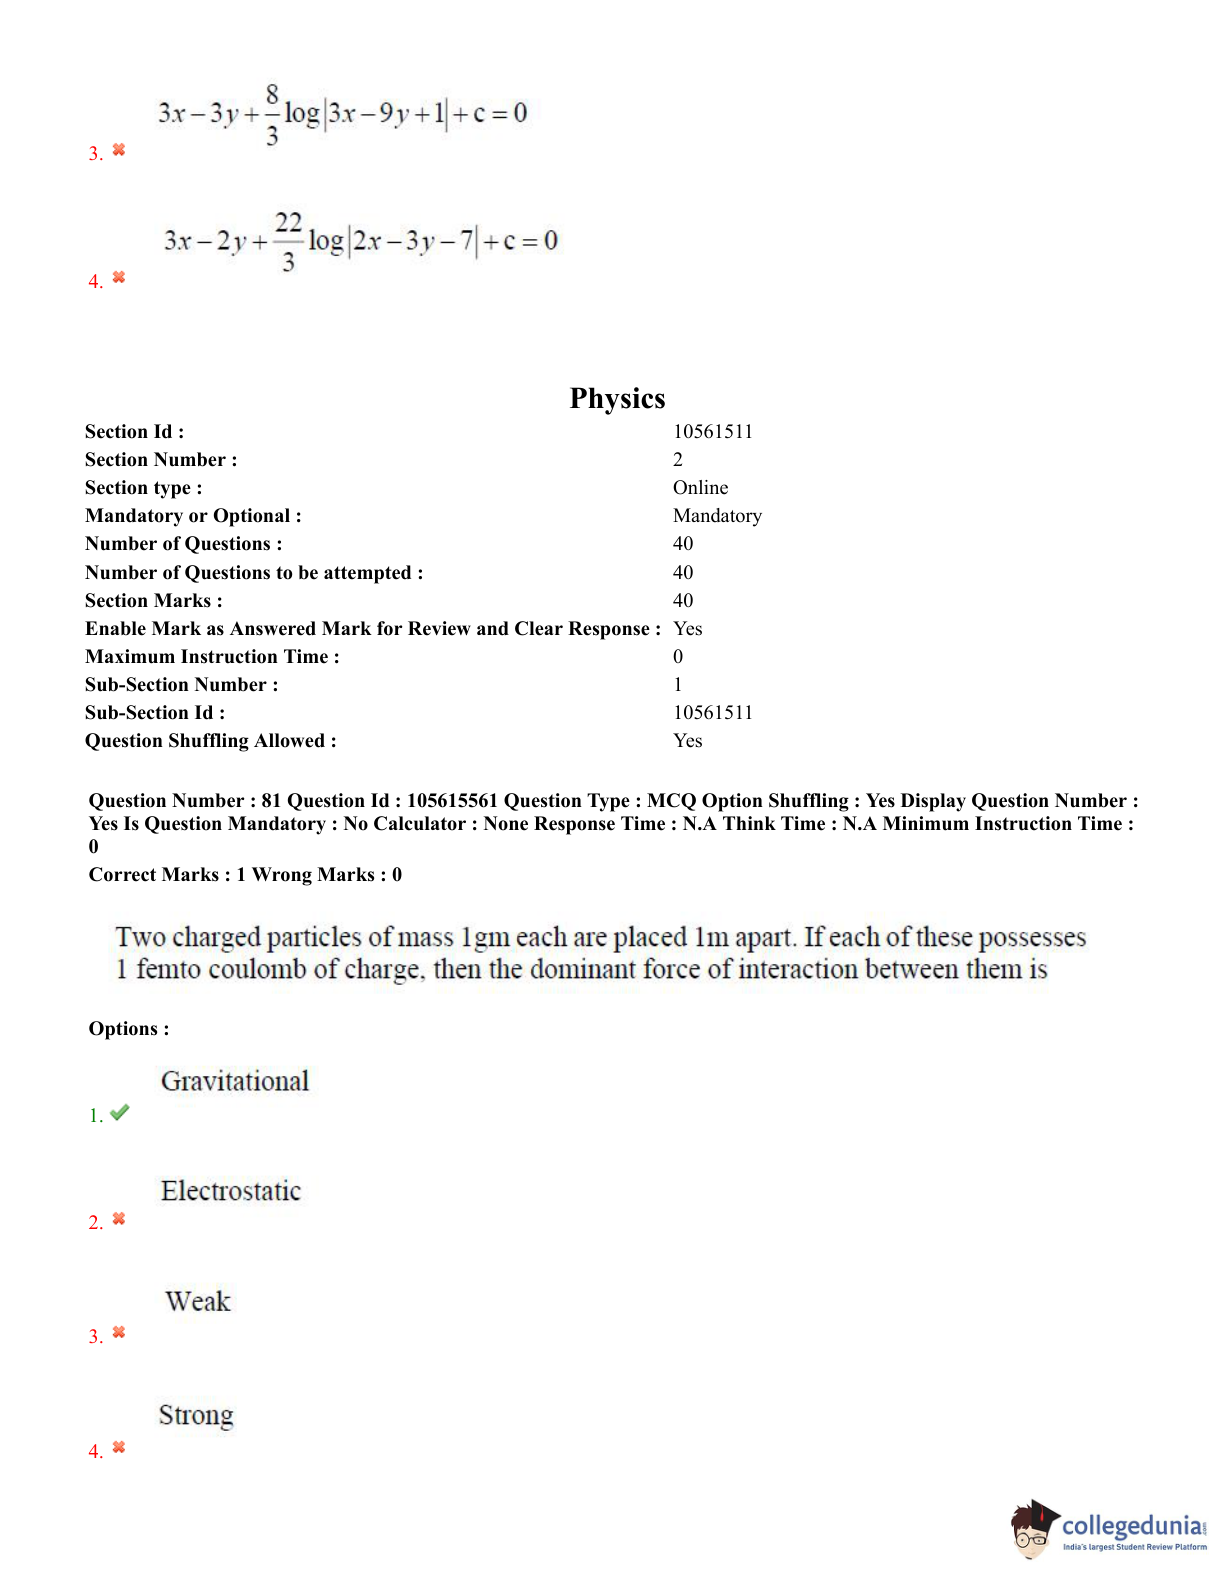 3x − 3y + 8/3 log|3x − 9y + 1| + c = 0
3.
3x − 2y + 22/3 log|2x − 3y − 7| + c = 0
4.
Physics
Section Id : 10561511
Section Number : 2
Section type : Online
Mandatory or Optional : Mandatory
Number of Questions : 40
Number of Questions to be attempted : 40
Section Marks : 40
Enable Mark as Answered Mark for Review and Clear Response : Yes
Maximum Instruction Time : 0
Sub-Section Number : 1
Sub-Section Id : 10561511
Question Shuffling Allowed : Yes
Question Number : 81 Question Id : 105615561 Question Type : MCQ Option Shuffling : Yes Display Question Number :
Yes Is Question Mandatory : No Calculator : None Response Time : N.A Think Time : N.A Minimum Instruction Time :
0
Correct Marks : 1 Wrong Marks : 0
Two charged particles of mass 1gm each are placed 1m apart. If each of these possesses
1 femto coulomb of charge, then the dominant force of interaction between them is
Options :
Gravitational
1.
Electrostatic
2.
Weak
3.
Strong
4.
collegedunia.com
India's largest Student Review Platform